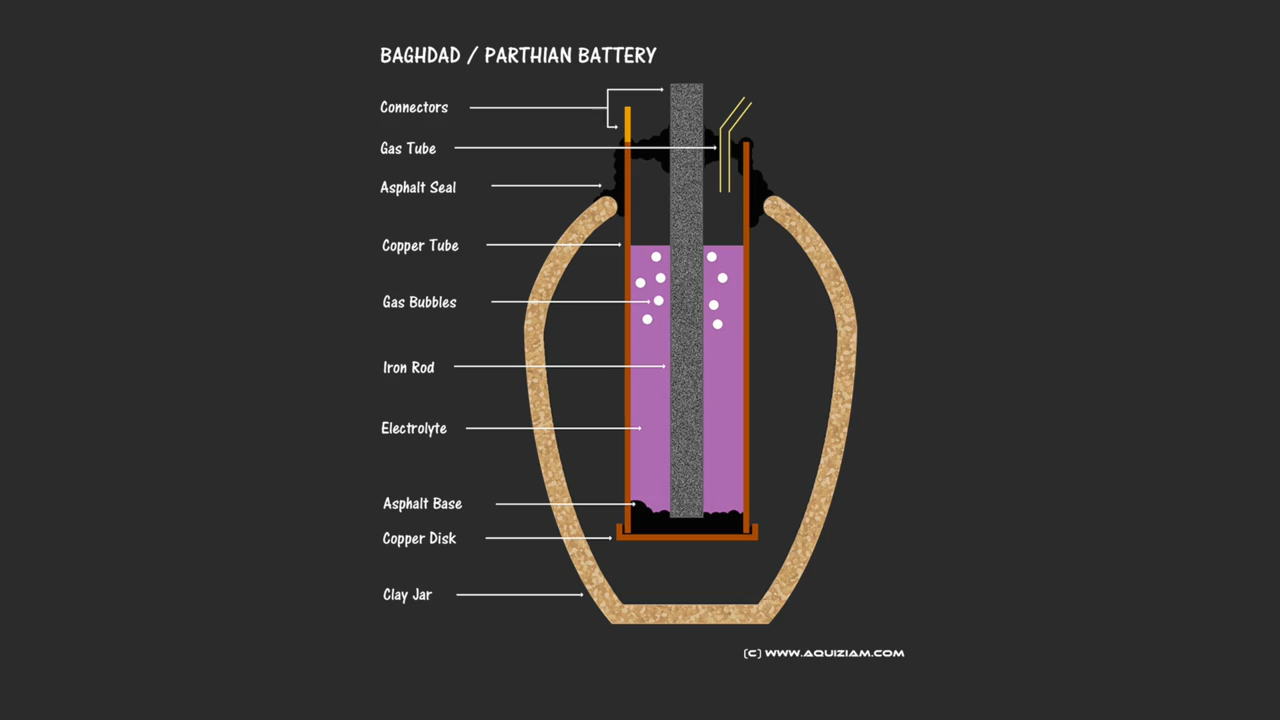 BAGHDAD / PARTHIAN BATTERY
Connectors
Gas Tube
Asphalt Seal
Copper Tube
Gas Bubbles
Iron Rod
Electrolyte
Asphalt Base
Copper Disk
Clay Jar
(C) WWW.AQUIZIAM.COM